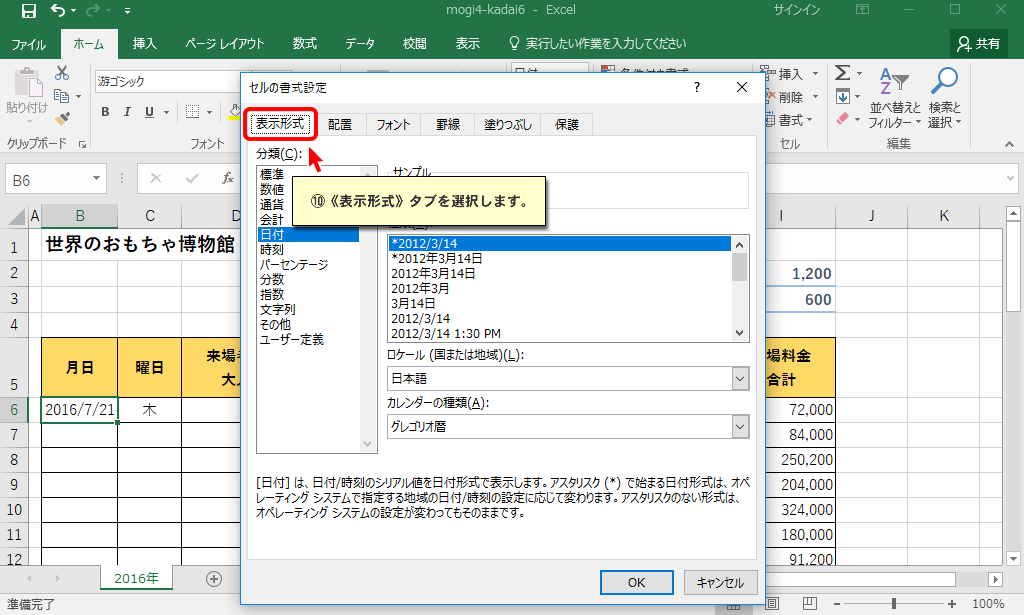 mogi4-kadai6 - Excel
サインイン
ファイル ホーム 挿入 ページ レイアウト 数式 データ 校閲 表示 実行したい作業を入力してください 共有
貼り付け
クリップボード
游ゴシック
B I U
フォント
挿入
削除
書式
セル
Σ
並べ替えと
フィルター
検索と
選択
編集
B6
fx
セルの書式設定
?
表示形式 配置 フォント 罫線 塗りつぶし 保護
分類(C):
標準
数値
通貨
会計
日付
時刻
パーセンテージ
分数
指数
文字列
その他
ユーザー定義
サンプル
⑩《表示形式》タブを選択します。
*2012/3/14
*2012年3月14日
2012年3月14日
2012年3月
3月14日
2012/3/14
2012/3/14 1:30 PM
ロケール (国または地域)(L):
日本語
カレンダーの種類(A):
グレゴリオ暦
[日付] は、日付/時刻のシリアル値を日付形式で表示します。アスタリスク (*) で始まる日付形式は、オペ
レーティング システムで指定する地域の日付/時刻の設定に応じて変わります。アスタリスクのない形式は、
オペレーティング システムの設定が変わってもそのままです。
OK キャンセル
A B C D I J K
1 世界のおもちゃ博物館
2 1,200
3 600
4
5 月日 曜日 来場
大
場料金
合計
6 2016/7/21 木 72,000
7 84,000
8 250,200
9 204,000
10 324,000
11 180,000
12 91,200
2016年
準備完了
100%